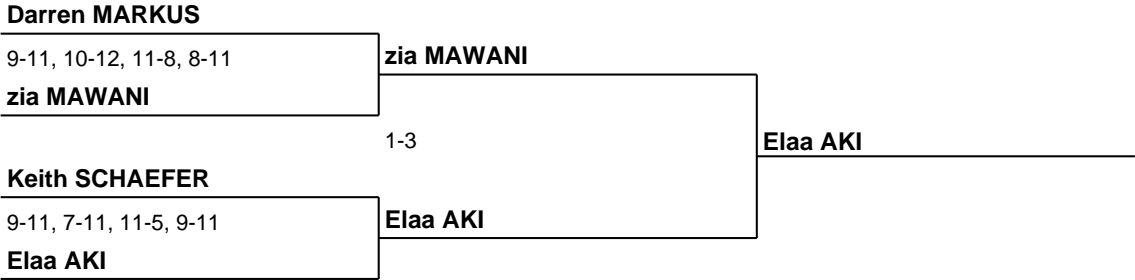 Darren MARKUS
9-11, 10-12, 11-8, 8-11
zia MAWANI
zia MAWANI
1-3
Elaa AKI
Keith SCHAEFER
9-11, 7-11, 11-5, 9-11
Elaa AKI
Elaa AKI